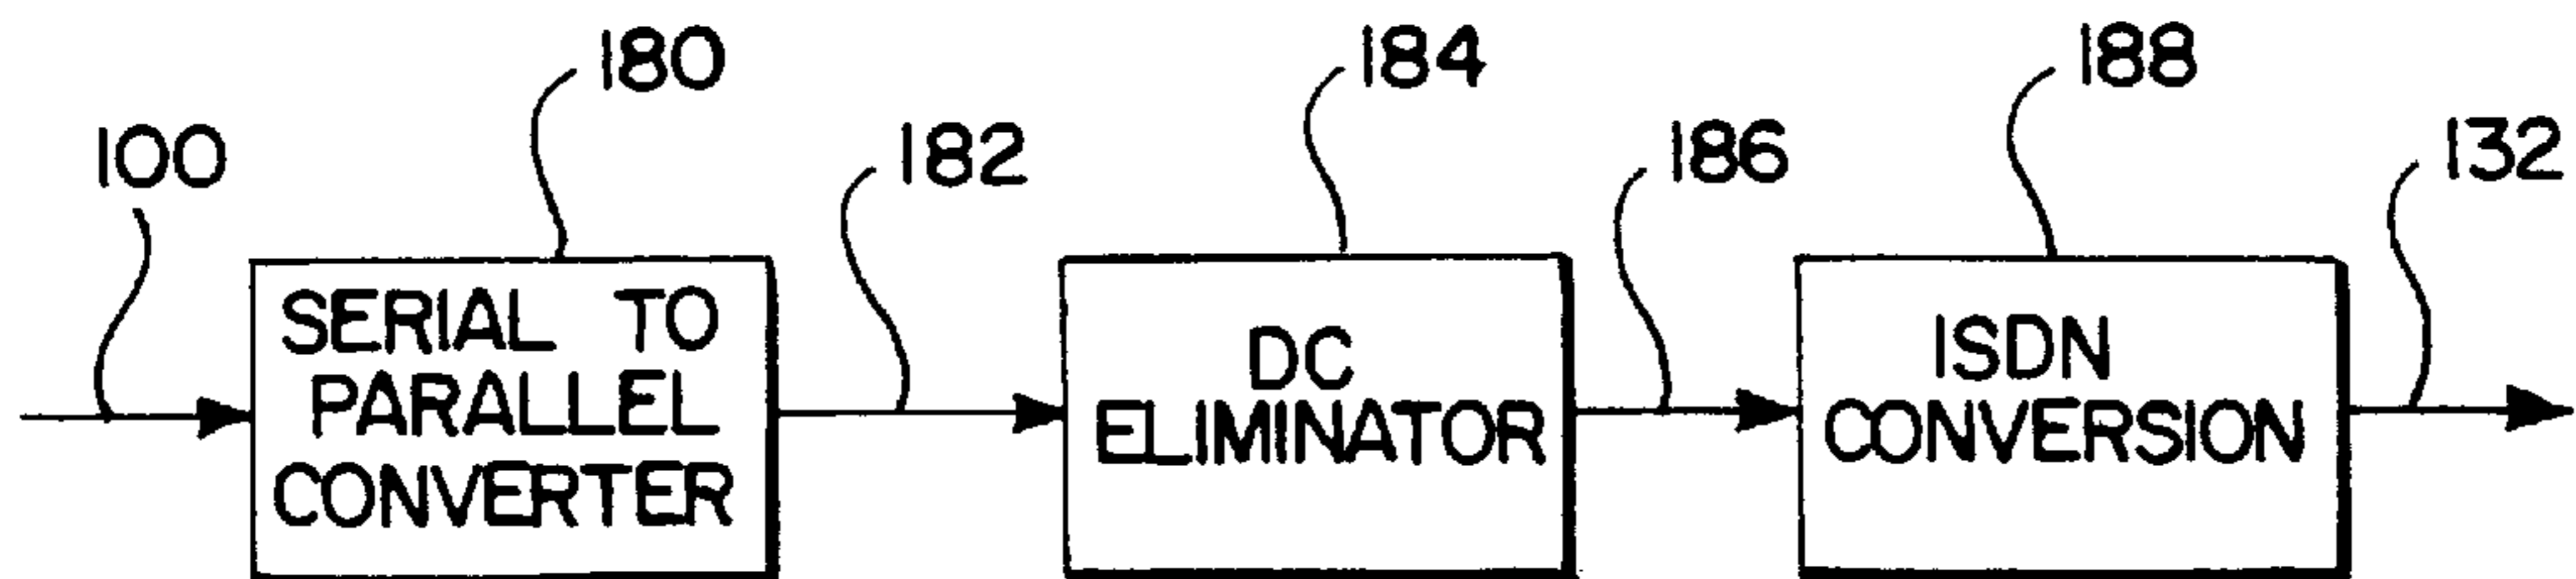 180
184
188
100
182
186
132
SERIAL TO
PARALLEL
CONVERTER
DC
ELIMINATOR
ISDN
CONVERSION